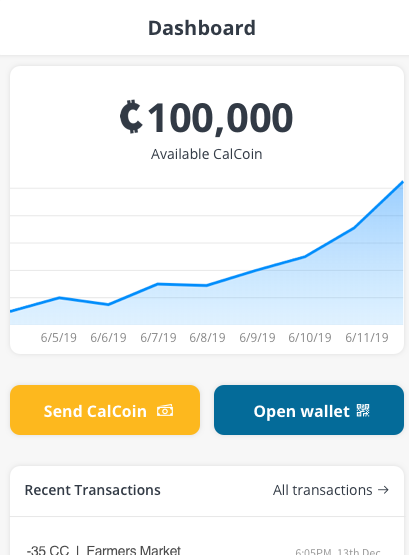 Dashboard
₵100,000
Available CalCoin
6/5/19 6/6/19 6/7/19 6/8/19 6/9/19 6/10/19 6/11/19
Send CalCoin
Open wallet
Recent Transactions
All transactions →
-35 CC | Farmers Market
6:05PM, 13th Dec